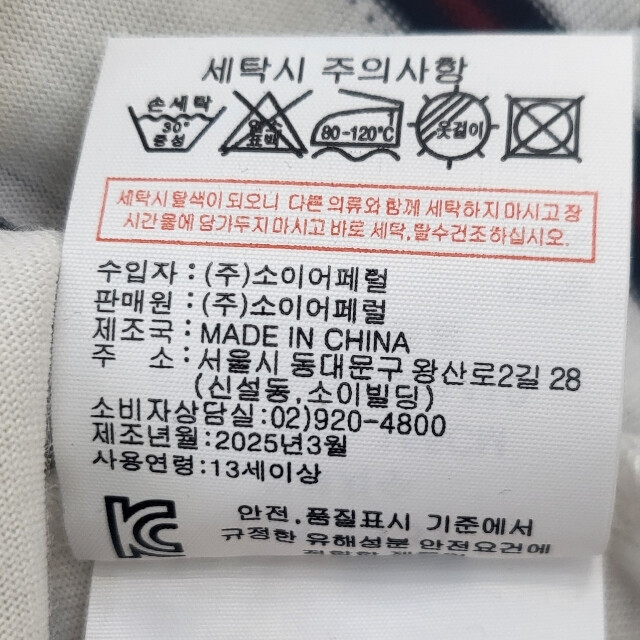 세탁시 주의사항
손세탁
30°
중성
염소
표백
80-120°C
옷걸이
세탁시 탈색이 되오니 다른 의류와 함께 세탁하지 마시고 장
시간 물에 담가두지 마시고 바로 세탁,탈수건조 하십시오.
수입자 : (주)소이어페럴
판매원 : (주)소이어페럴
제조국 : MADE IN CHINA
주 소 : 서울시 동대문구 왕산로2길 28
(신설동,소이빌딩)
소비자상담실:02)920-4800
제조년월:2025년3월
사용연령:13세이상
KC
안전,품질표시 기준에서
규정한 유해성분 안전요건에